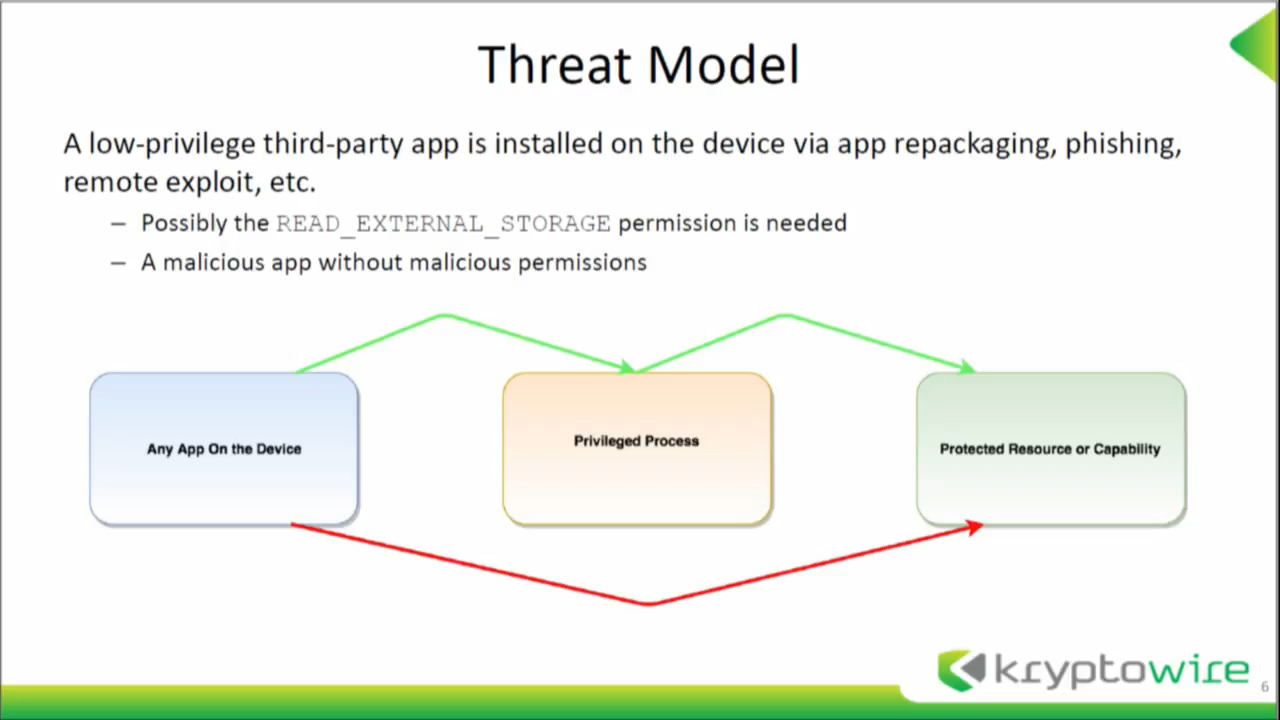 Threat Model
A low-privilege third-party app is installed on the device via app repackaging, phishing,
remote exploit, etc.
– Possibly the READ_EXTERNAL_STORAGE permission is needed
– A malicious app without malicious permissions
Any App On the Device
Privileged Process
Protected Resource or Capability
kryptowire
6